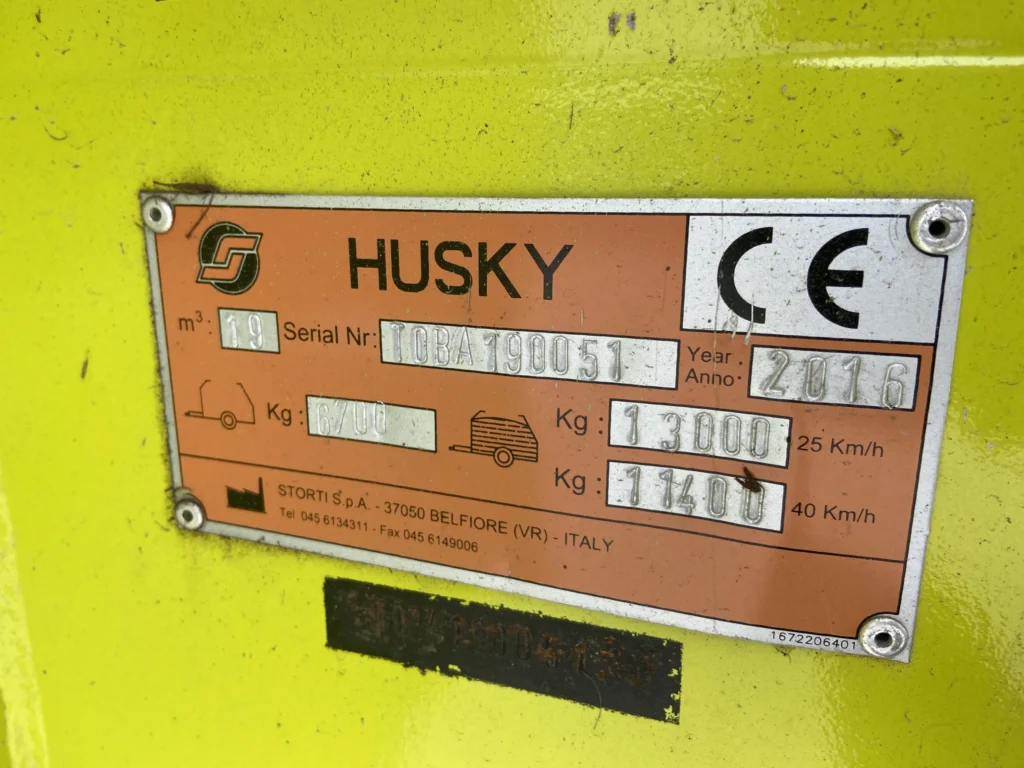 HUSKY
CE
m³: 19 Serial Nr: TOBA190051 Year. Anno. 2016
Kg: 6700 Kg: 13000 25 Km/h
Kg: 11400 40 Km/h
STORTI S.p.A. - 37050 BELFIORE (VR) - ITALY
Tel 045 6134311 - Fax 045 6149006
1672206401